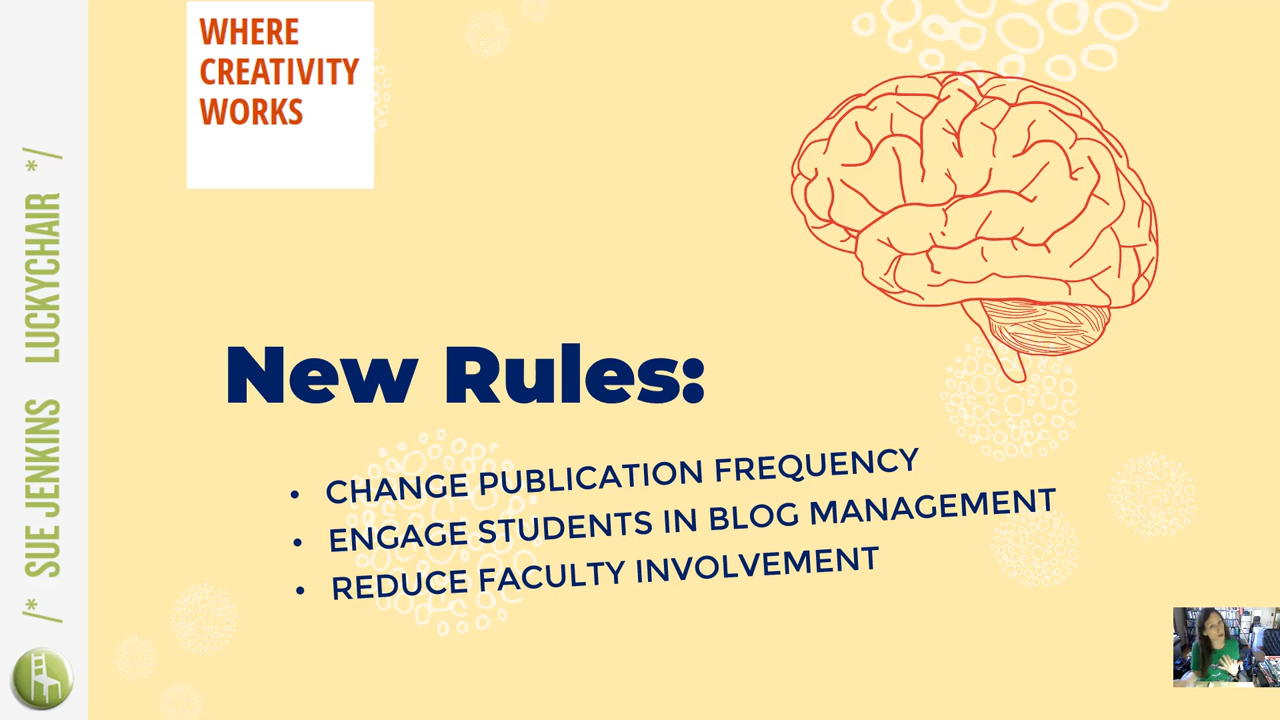 WHERE
CREATIVITY
WORKS
/* SUE JENKINS LUCKYCHAIR */
New Rules:
• CHANGE PUBLICATION FREQUENCY
• ENGAGE STUDENTS IN BLOG MANAGEMENT
• REDUCE FACULTY INVOLVEMENT